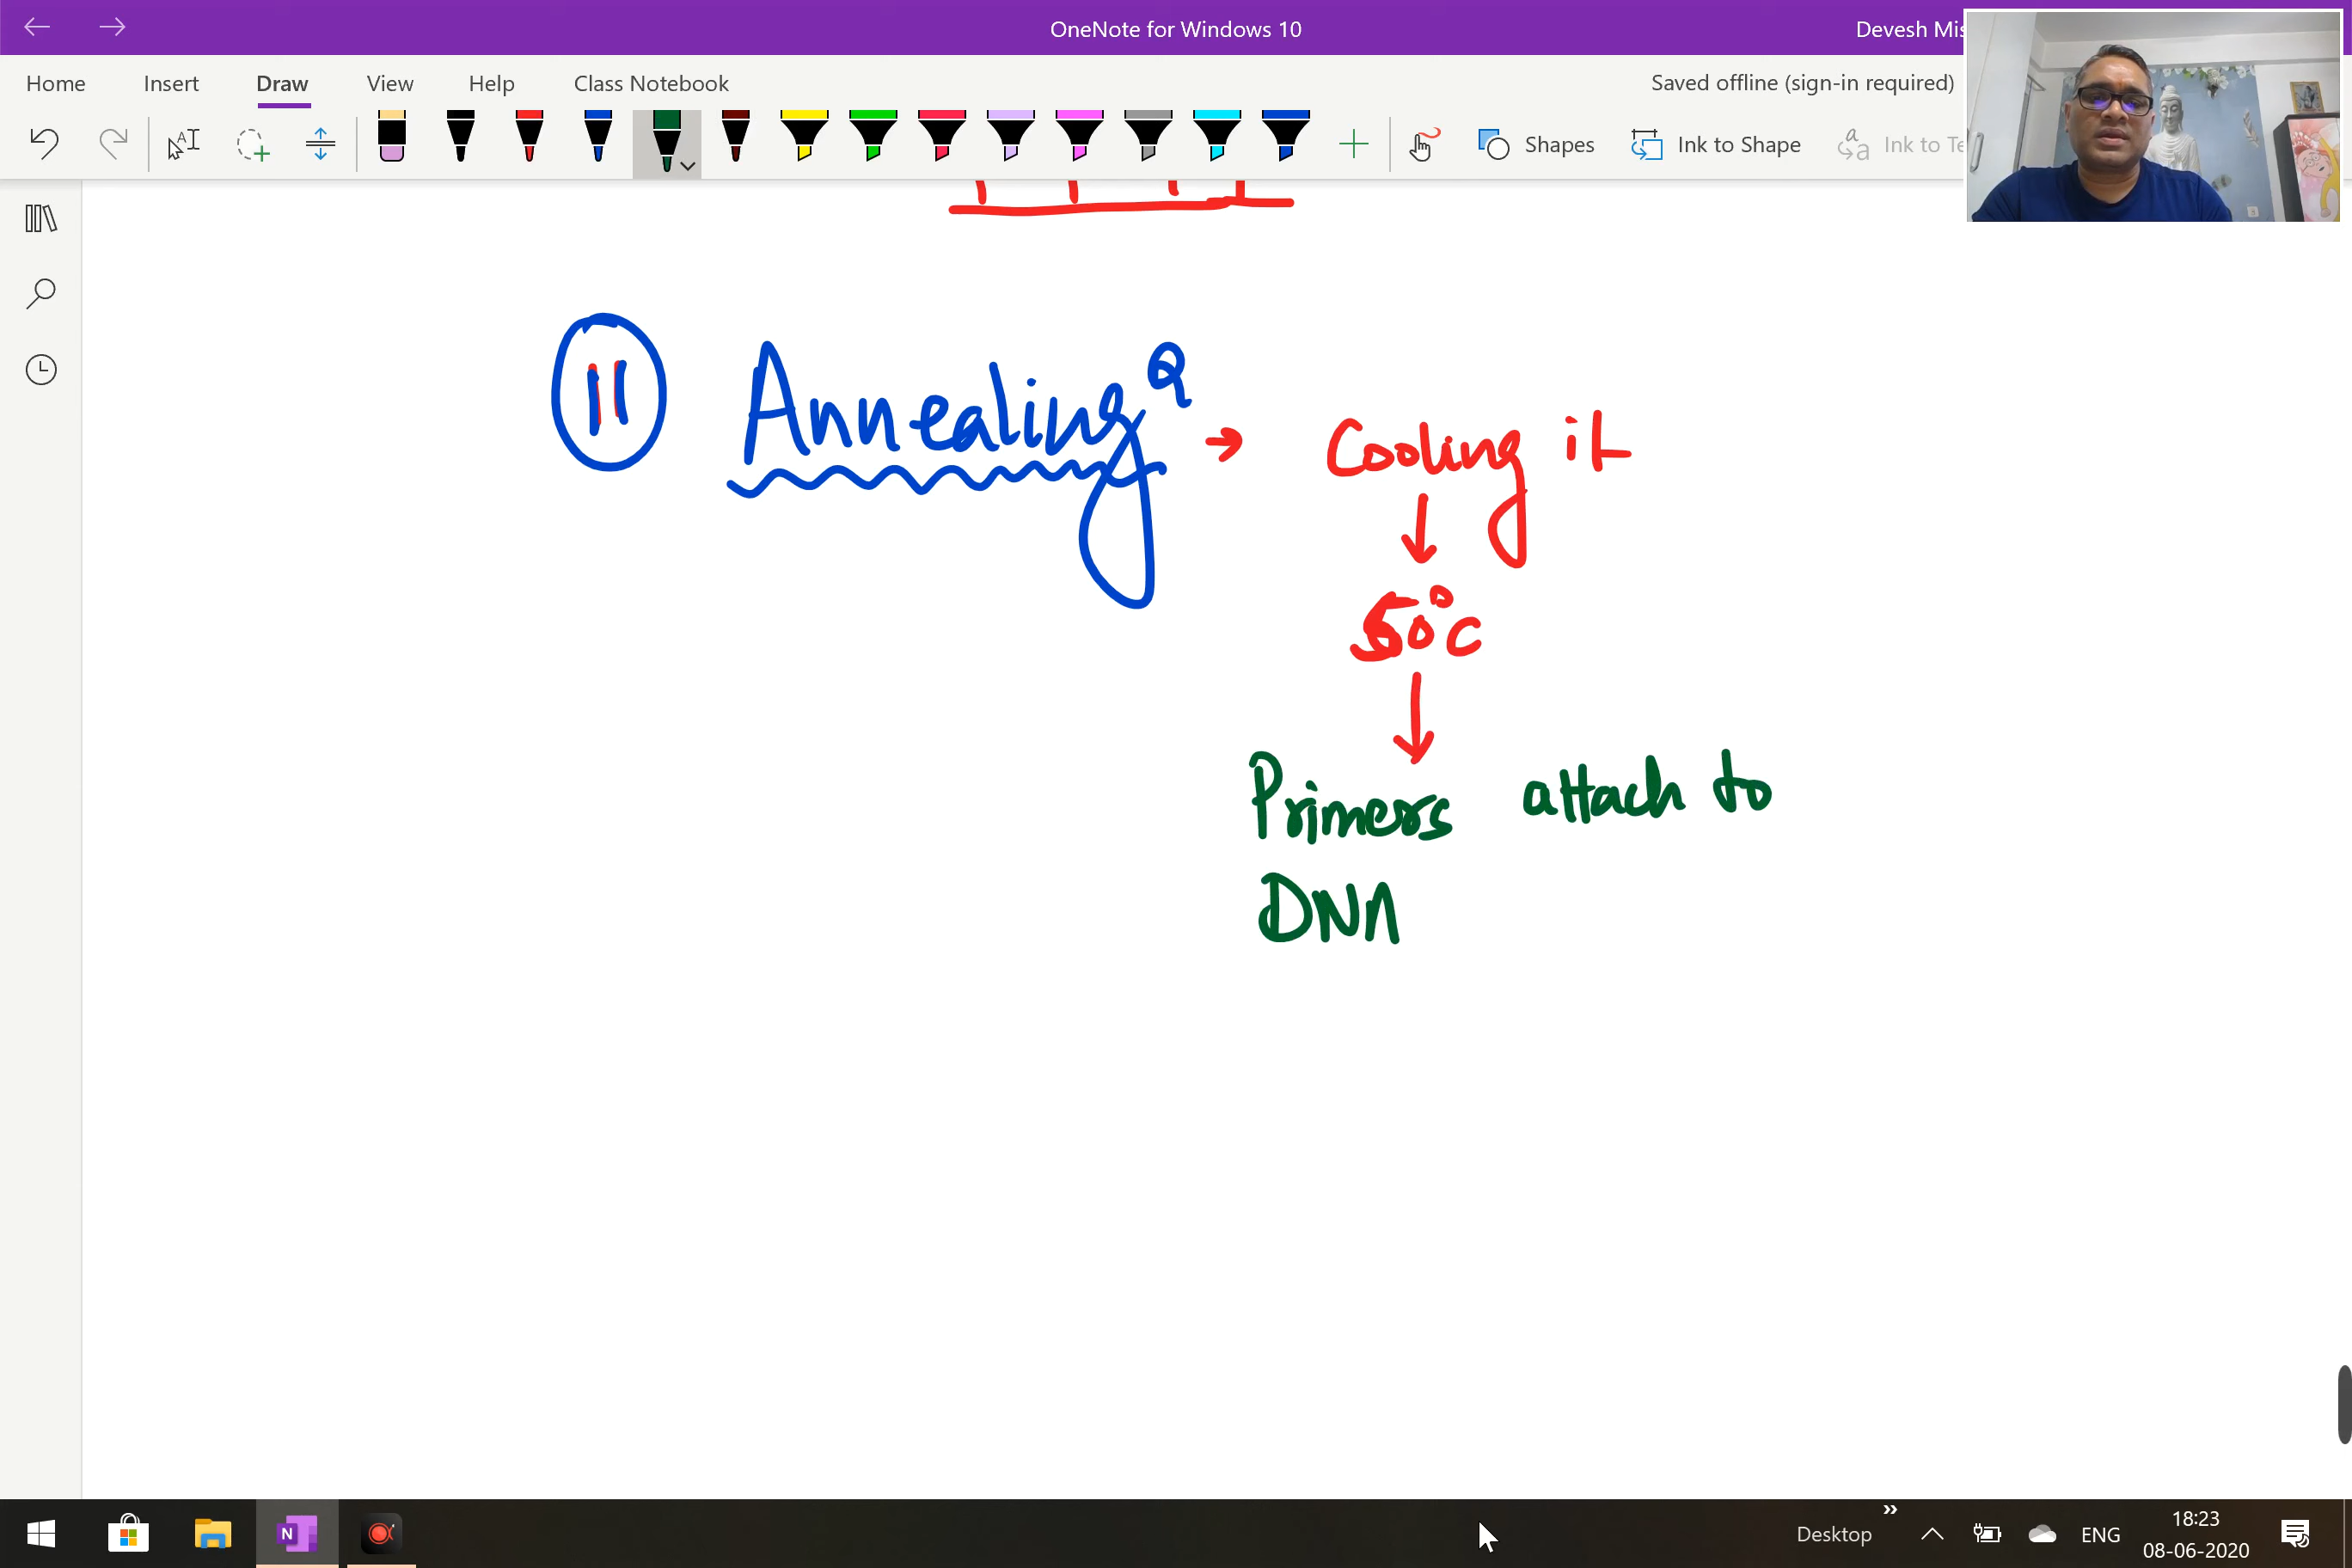 OneNote for Windows 10
Devesh Mis
Home Insert Draw View Help Class Notebook
Saved offline (sign-in required)
Shapes Ink to Shape Ink to Te
11 Annealing → Cooling it
↓
50°C
↓
Primers attach to
DNA
Desktop
ENG
18:23
08-06-2020